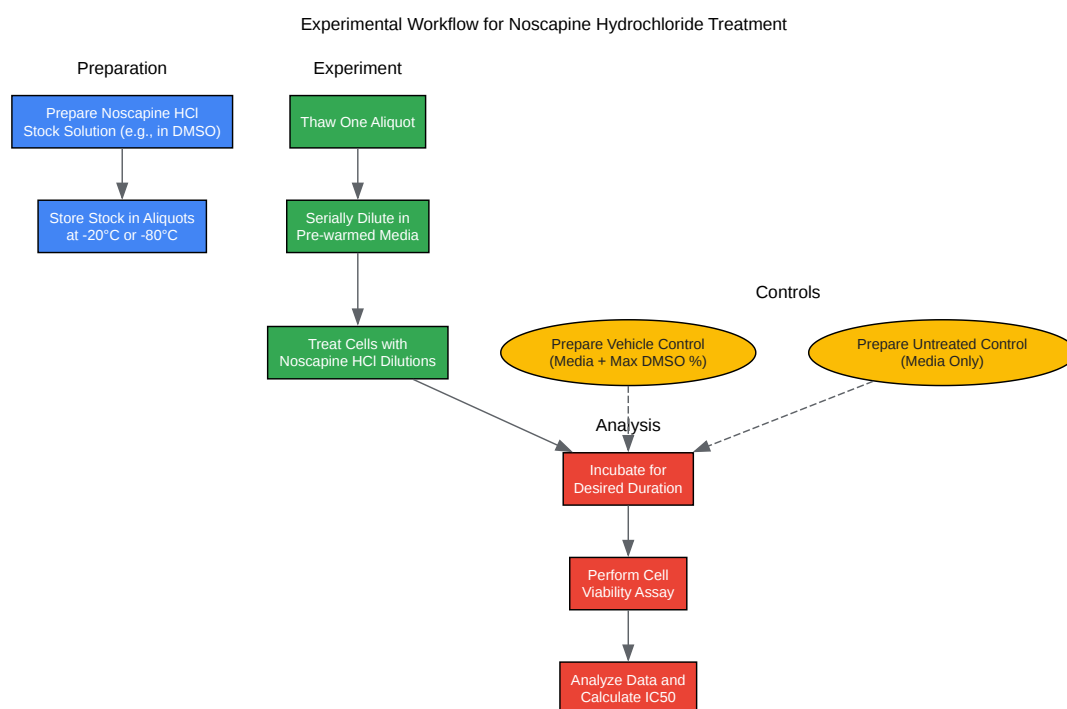 Experimental Workflow for Noscapine Hydrochloride Treatment
Preparation
Prepare Noscapine HCl
Stock Solution (e.g., in DMSO)
Store Stock in Aliquots
at -20°C or -80°C
Experiment
Thaw One Aliquot
Serially Dilute in
Pre-warmed Media
Treat Cells with
Noscapine HCl Dilutions
Controls
Prepare Vehicle Control
(Media + Max DMSO %)
Prepare Untreated Control
(Media Only)
Analysis
Incubate for
Desired Duration
Perform Cell
Viability Assay
Analyze Data and
Calculate IC50